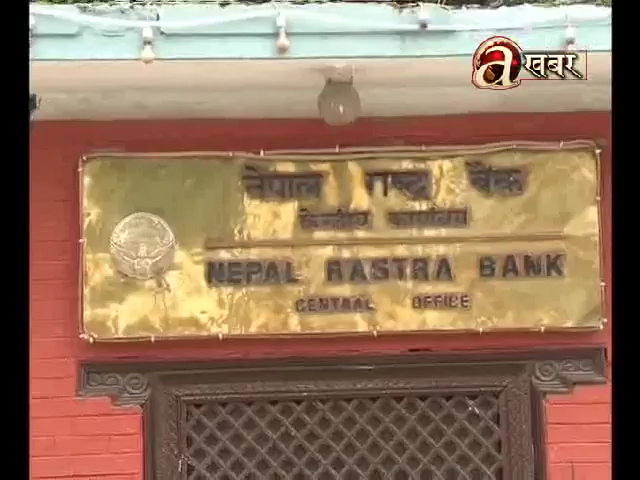 a खबर
नेपाल राष्ट्र बैंक
केन्द्रीय कार्यालय
NEPAL RASTRA BANK
CENTRAL OFFICE